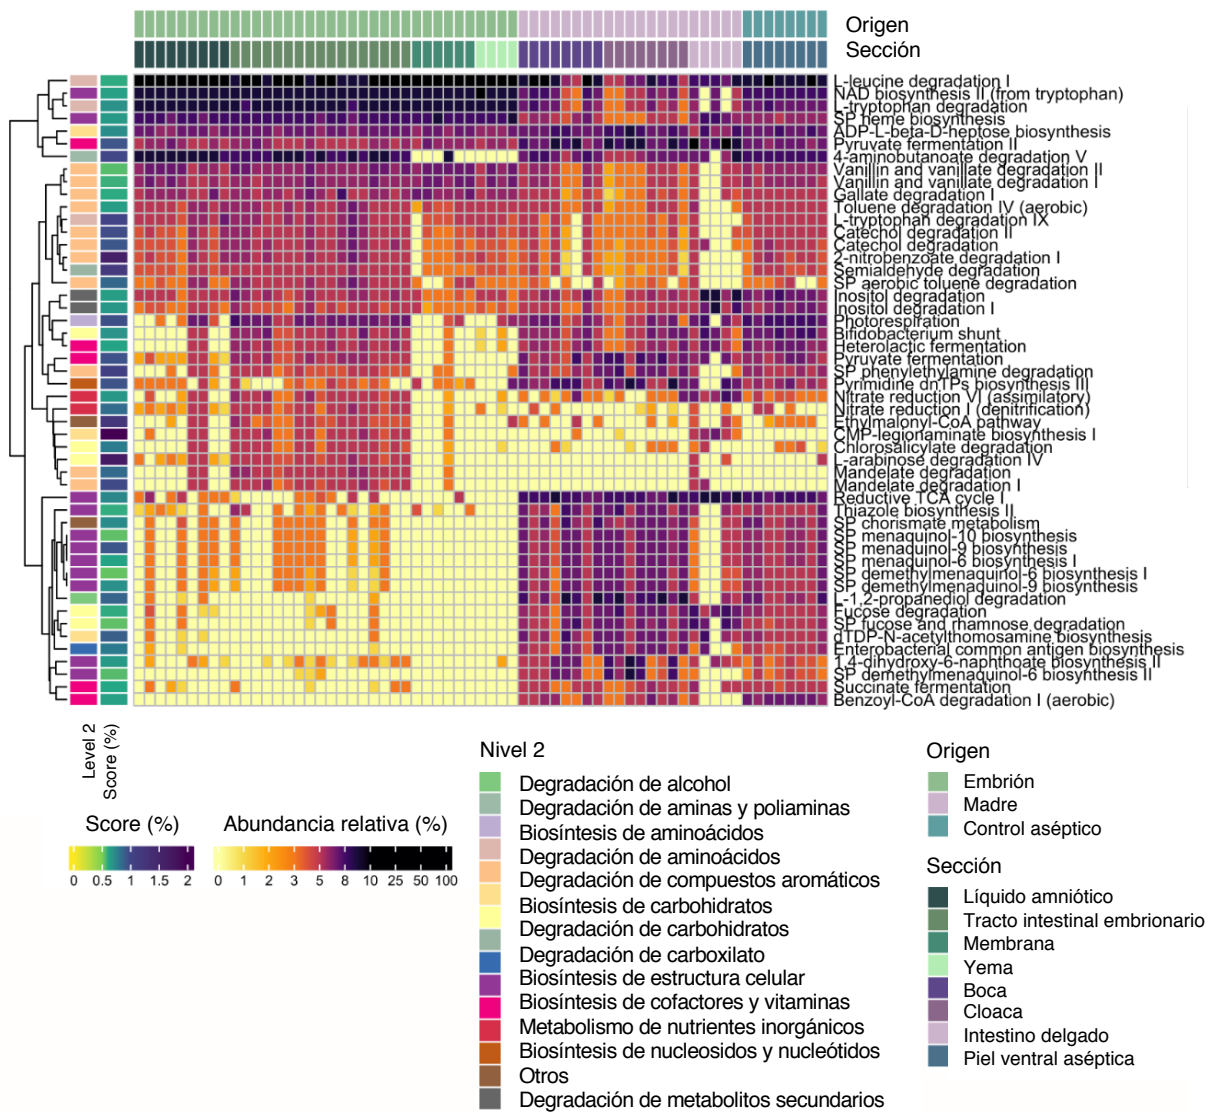 Origen
Sección
L-leucine degradation I
NAD biosynthesis II (from tryptophan)
L-tryptophan degradation
SP heme biosynthesis
ADP-L-beta-D-heptose biosynthesis
Pyruvate fermentation II
4-aminobutanoate degradation V
Vanillin and vanillate degradation II
Vanillin and vanillate degradation I
Gallate degradation I
Toluene degradation IV (aerobic)
L-tryptophan degradation IX
Catechol degradation II
Catechol degradation
2-nitrobenzoate degradation I
Semialdehyde degradation
SP aerobic toluene degradation
Inositol degradation
Inositol degradation I
Photorespiration
Bifidobacterium shunt
Heterolactic fermentation
Pyruvate fermentation
SP phenylethylamine degradation
Pyrimidine dnTPs biosynthesis III
Nitrate reduction VI (assimilatory)
Nitrate reduction I (denitrification)
Ethylmalonyl-CoA pathway
CMP-legionaminate biosynthesis I
Chlorosalicylate degradation
L-arabinose degradation IV
Mandelate degradation
Mandelate degradation I
Reductive TCA cycle I
Thiazole biosynthesis II
SP chorismate metabolism
SP menaquinol-10 biosynthesis
SP menaquinol-9 biosynthesis
SP menaquinol-6 biosynthesis I
SP demethylmenaquinol-6 biosynthesis I
SP demethylmenaquinol-9 biosynthesis
L-1,2-propanediol degradation
Fucose degradation
SP fucose and rhamnose degradation
dTDP-N-acetylthomosamine biosynthesis
Enterobacterial common antigen biosynthesis
1,4-dihydroxy-6-naphthoate biosynthesis II
SP demethylmenaquinol-6 biosynthesis II
Succinate fermentation
Benzoyl-CoA degradation I (aerobic)
Level 2
Score (%)
Score (%)
0 0.5 1 1.5 2
Abundancia relativa (%)
0 1 2 3 5 8 10 25 50 100
Nivel 2
Degradación de alcohol
Degradación de aminas y poliaminas
Biosíntesis de aminoácidos
Degradación de aminoácidos
Degradación de compuestos aromáticos
Biosíntesis de carbohidratos
Degradación de carbohidratos
Degradación de carboxilato
Biosíntesis de estructura celular
Biosíntesis de cofactores y vitaminas
Metabolismo de nutrientes inorgánicos
Biosíntesis de nucleosidos y nucleótidos
Otros
Degradación de metabolitos secundarios
Origen
Embrión
Madre
Control aséptico
Sección
Líquido amniótico
Tracto intestinal embrionario
Membrana
Yema
Boca
Cloaca
Intestino delgado
Piel ventral aséptica